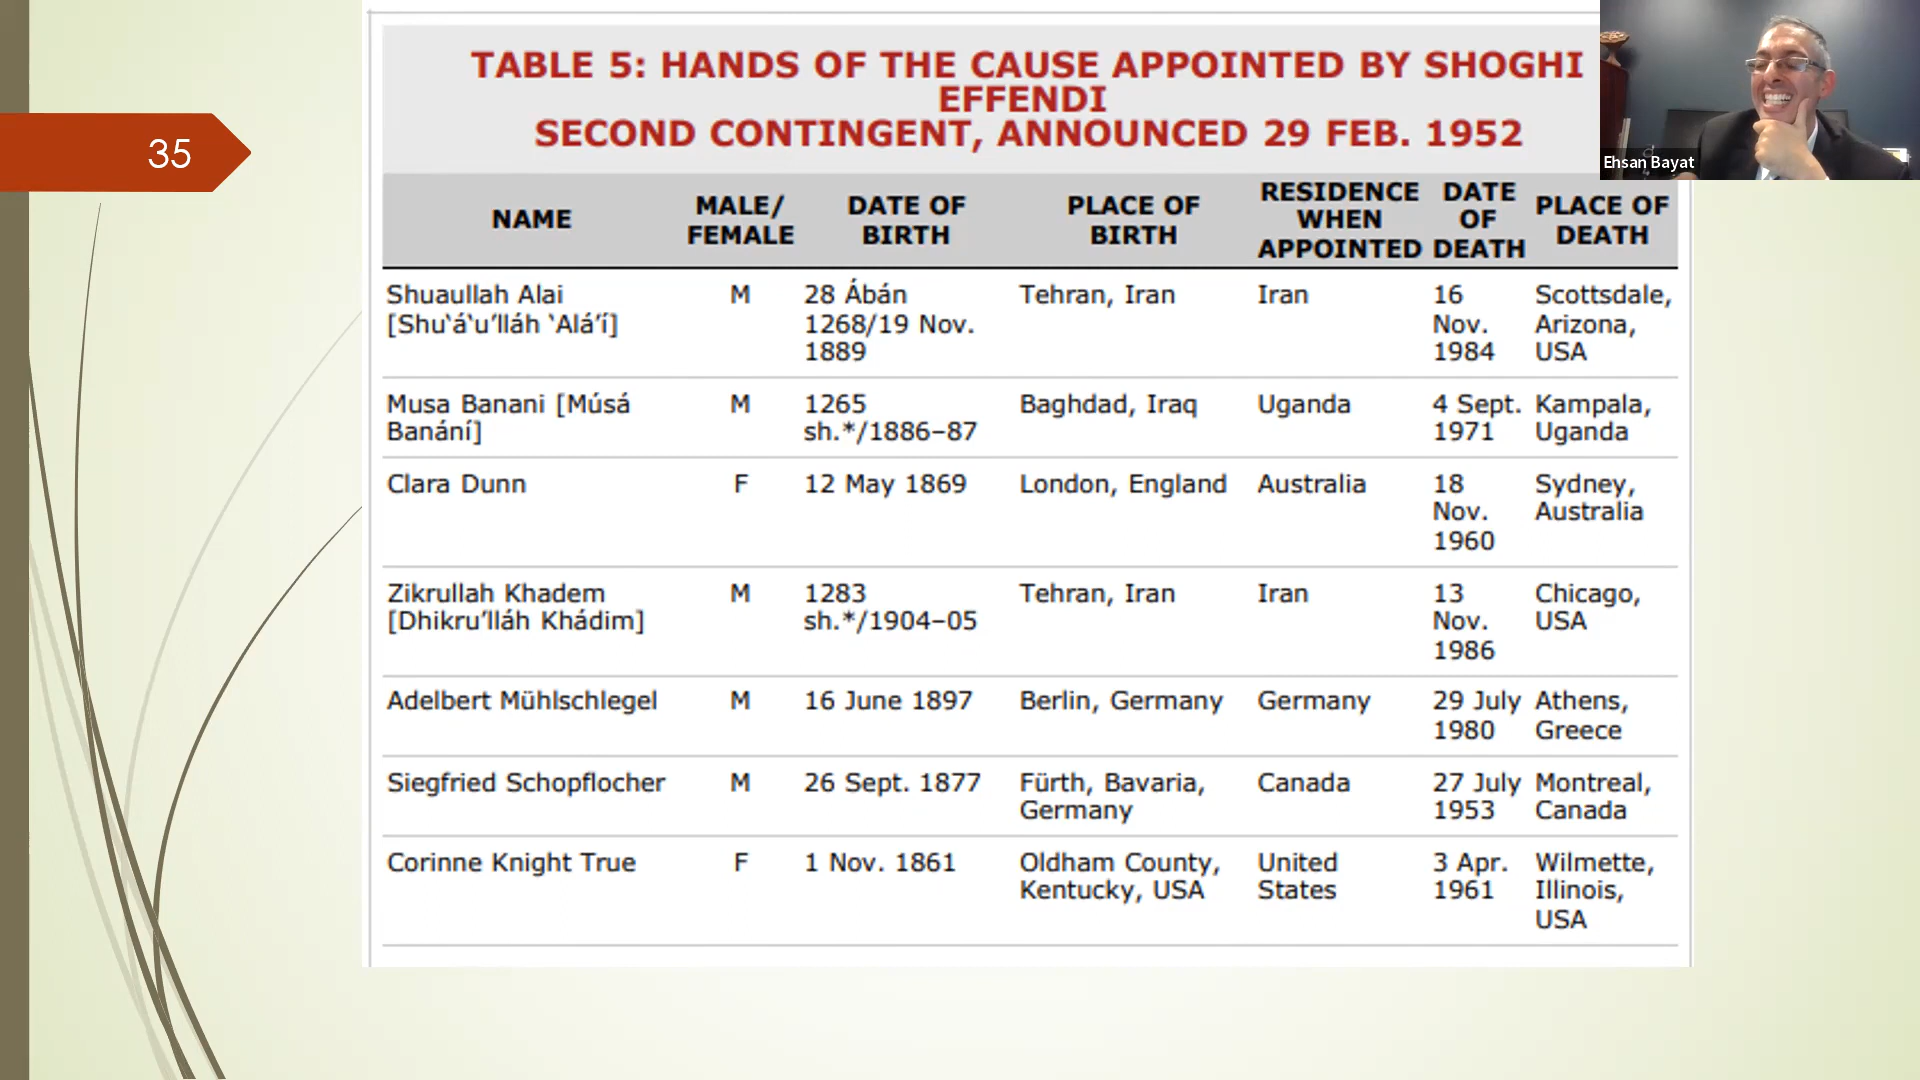 35
TABLE 5: HANDS OF THE CAUSE APPOINTED BY SHOGHI
EFFENDI
SECOND CONTINGENT, ANNOUNCED 29 FEB. 1952
Ehsan Bayat
NAME
MALE/
FEMALE
DATE OF
BIRTH
PLACE OF
BIRTH
RESIDENCE
WHEN
APPOINTED
DATE
OF
DEATH
PLACE OF
DEATH
Shuaullah Alai
[Shu‘á‘u’lláh ‘Alá’í]
M
28 Ábán
1268/19 Nov.
1889
Tehran, Iran
Iran
16
Nov.
1984
Scottsdale,
Arizona,
USA
Musa Banani [Músá
Banání]
M
1265
sh.*/1886–87
Baghdad, Iraq
Uganda
4 Sept.
1971
Kampala,
Uganda
Clara Dunn
F
12 May 1869
London, England
Australia
18
Nov.
1960
Sydney,
Australia
Zikrullah Khadem
[Dhikru’lláh Khádim]
M
1283
sh.*/1904–05
Tehran, Iran
Iran
13
Nov.
1986
Chicago,
USA
Adelbert Mühlschlegel
M
16 June 1897
Berlin, Germany
Germany
29 July
1980
Athens,
Greece
Siegfried Schopflocher
M
26 Sept. 1877
Fürth, Bavaria,
Germany
Canada
27 July
1953
Montreal,
Canada
Corinne Knight True
F
1 Nov. 1861
Oldham County,
Kentucky, USA
United
States
3 Apr.
1961
Wilmette,
Illinois,
USA